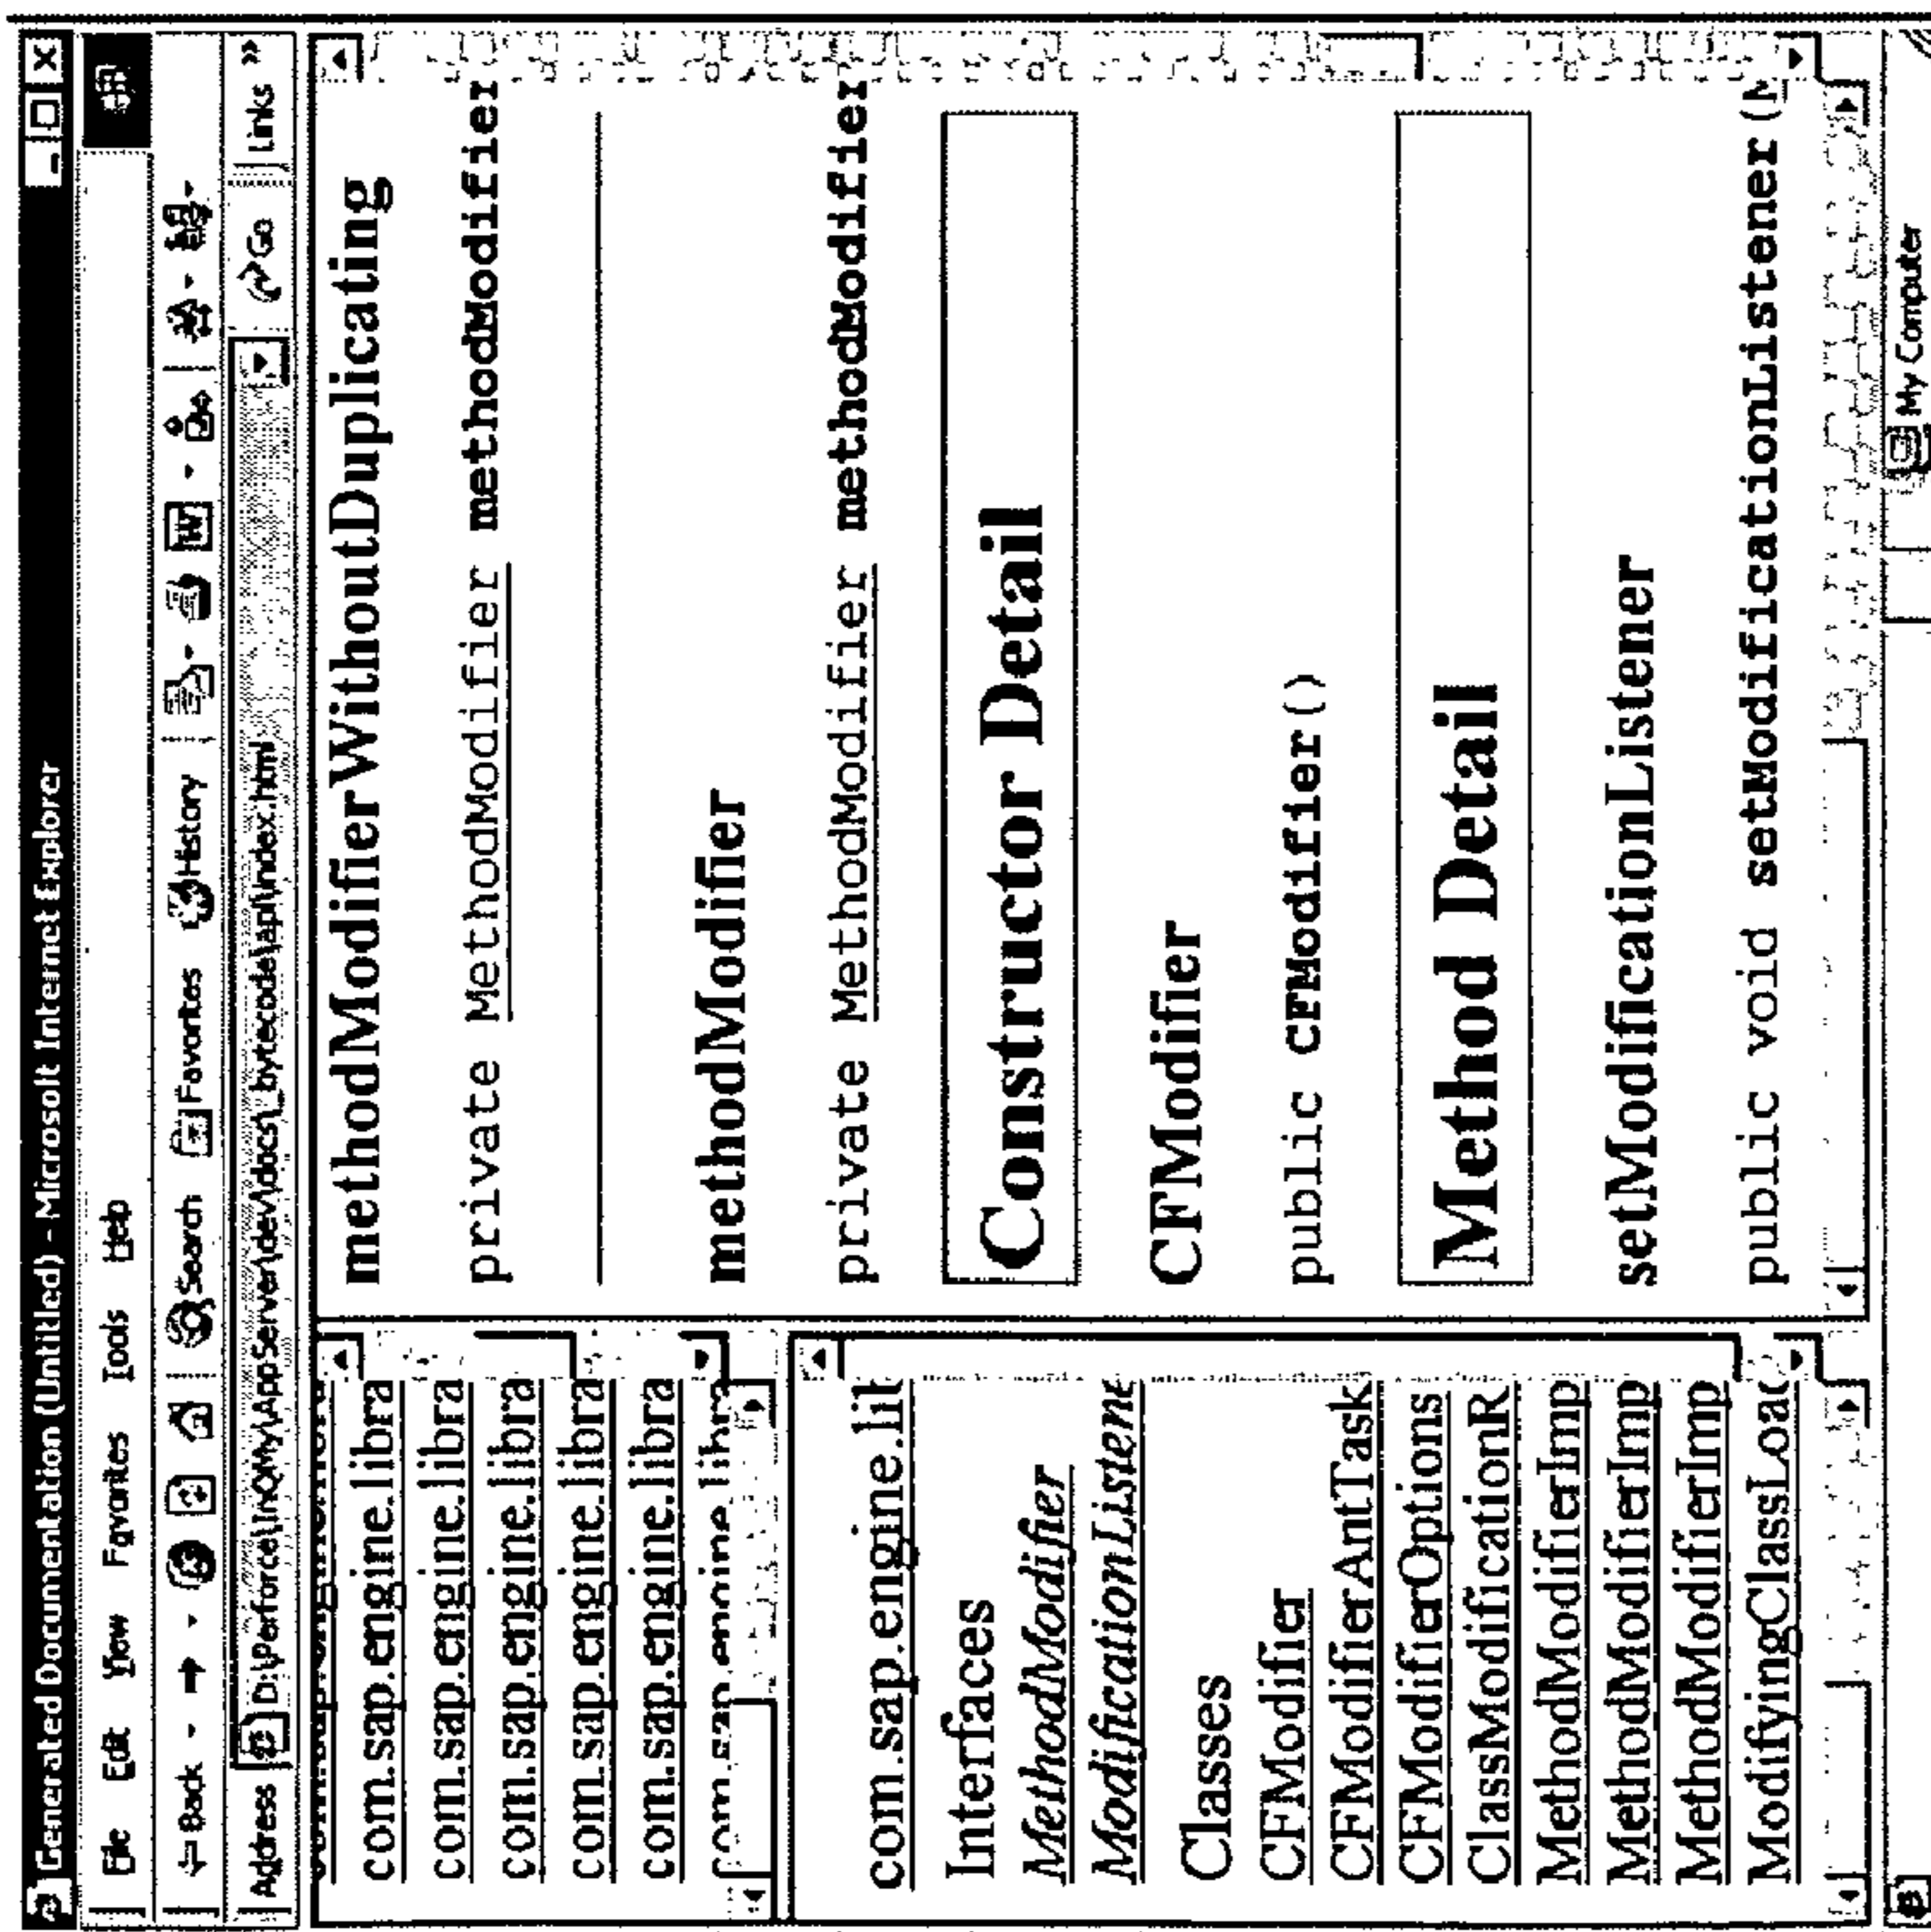 Generated Documentation (Untitled) - Microsoft Internet Explorer
File Edit View Favorites Tools Help
Back Search Favorites History
Address D:\Perforce\InQMy\AppServer\dev\docs\_bytecode\api\index.html Go Links »
com.sap.engine.libra
com.sap.engine.libra
com.sap.engine.libra
com.sap.engine.libra
com.sap.engine.libra
com.sap.engine.libra
com.sap.engine.lib
Interfaces
MethodModifier
ModificationListene
Classes
CFModifier
CFModifierAntTask
CFModifierOptions
ClassModificationR
MethodModifierImp
MethodModifierImp
MethodModifierImp
ModifyingClassLoad
methodModifierWithoutDuplicating
private MethodModifier methodModifier
methodModifier
private MethodModifier methodModifier
Constructor Detail
CFModifier
public CFModifier()
Method Detail
setModificationListener
public void setModificationListener(M
My Computer